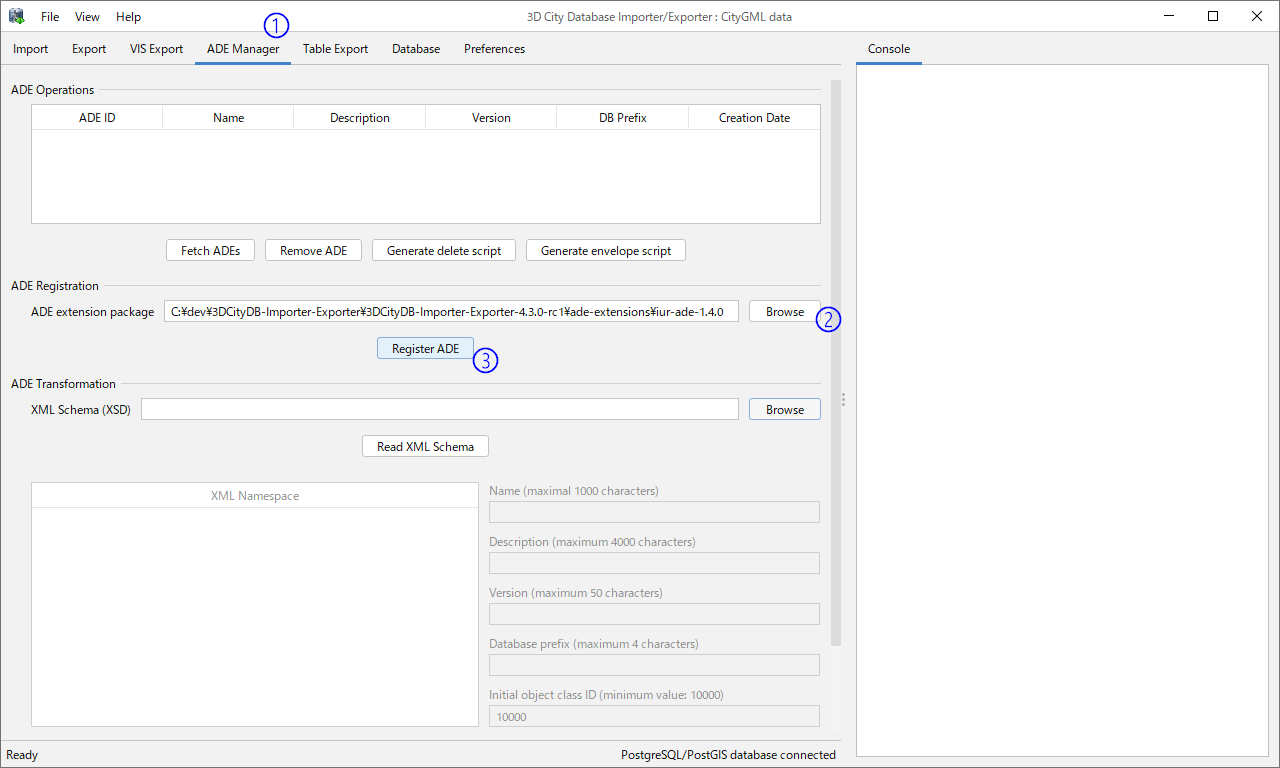 File View Help 3D City Database Importer/Exporter : CityGML data
①
Import Export VIS Export ADE Manager Table Export Database Preferences Console
ADE Operations
ADE ID Name Description Version DB Prefix Creation Date
Fetch ADEs Remove ADE Generate delete script Generate envelope script
ADE Registration
ADE extension package C:¥dev¥3DCityDB-Importer-Exporter¥3DCityDB-Importer-Exporter-4.3.0-rc1¥ade-extensions¥iur-ade-1.4.0 Browse
②
Register ADE
③
ADE Transformation
XML Schema (XSD) Browse
Read XML Schema
XML Namespace
Name (maximal 1000 characters)
Description (maximum 4000 characters)
Version (maximum 50 characters)
Database prefix (maximum 4 characters)
Initial object class ID (minimum value: 10000)
10000
Ready PostgreSQL/PostGIS database connected